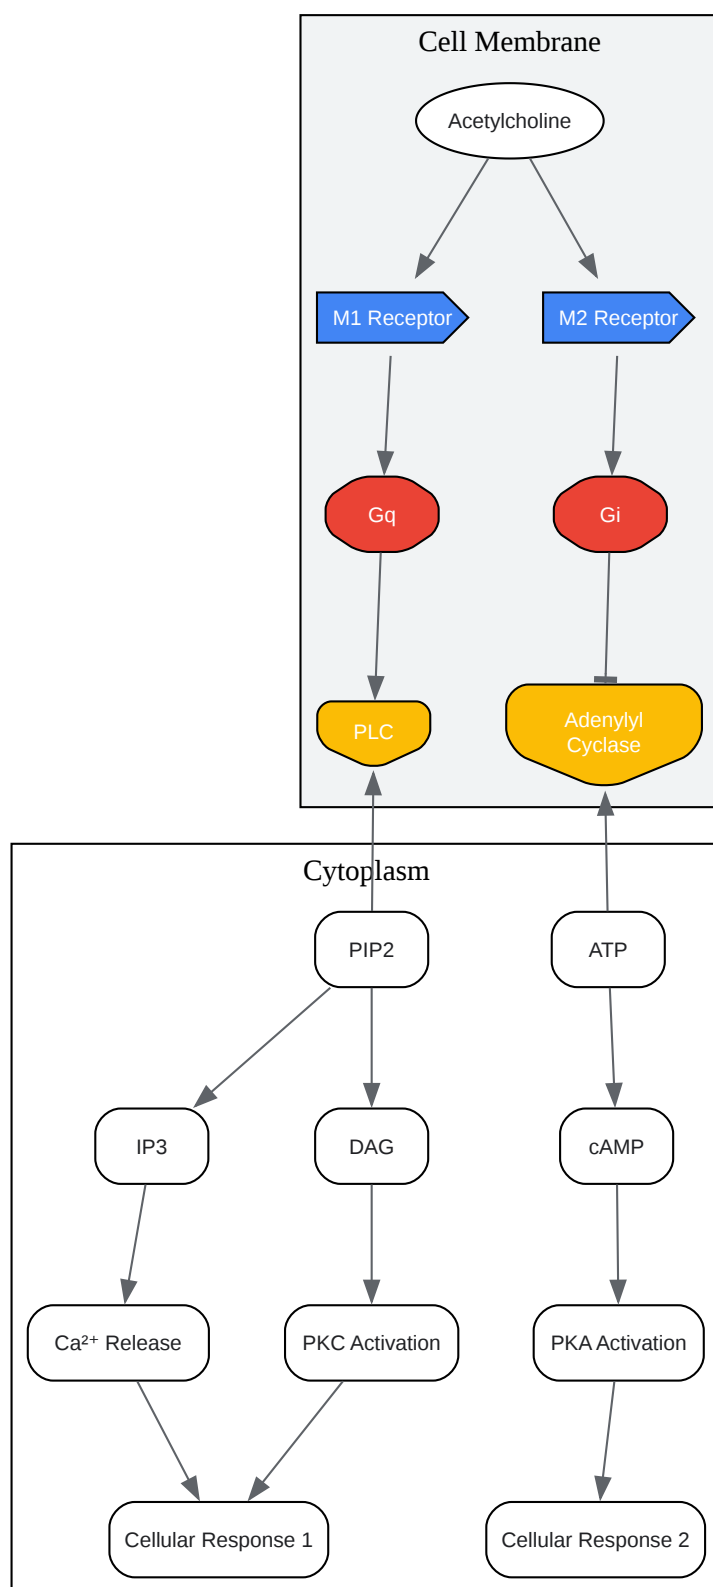 Cell Membrane
Acetylcholine
M1 Receptor
M2 Receptor
Gq
Gi
PLC
Adenylyl
Cyclase
Cytoplasm
PIP2
ATP
IP3
DAG
cAMP
Ca²⁺ Release
PKC Activation
PKA Activation
Cellular Response 1
Cellular Response 2